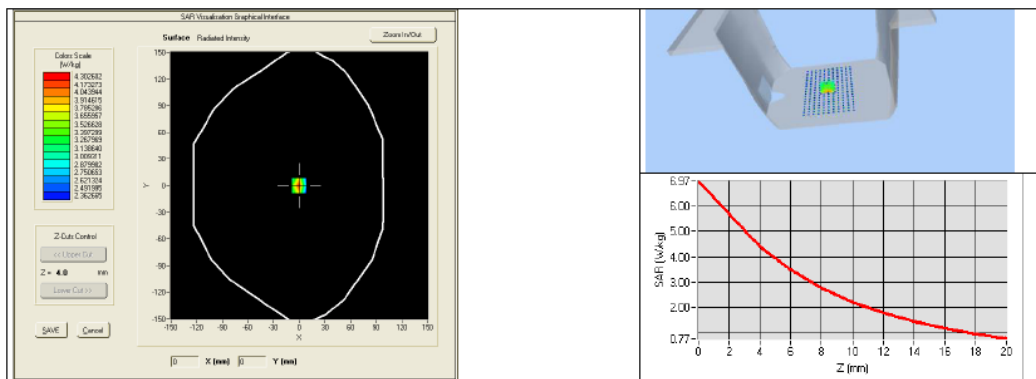 SAR Visualisation Graphical Interface
Surface Radiated Intensity
Zoom In/Out
Colors Scale
(W/kg)
4.302602
4.173273
4.043944
3.914615
3.785286
3.655957
3.526628
3.397299
3.267969
3.138640
3.009311
2.879982
2.750653
2.621324
2.491995
2.362665
Z-Cuts Control
<< Upper Cut
Z = 4.0 mm
Lower Cut >>
SAVE Cancel
150
120
90
60
30
0
-30
-60
-90
-120
-150
Y
-150 -120 -90 -60 -30 0 30 60 90 120 150
X
0 X (mm) 0 Y (mm)
6.97
6.00
5.00
4.00
3.00
2.00
0.77
SAR (W/kg)
0 2 4 6 8 10 12 14 16 18 20
Z (mm)